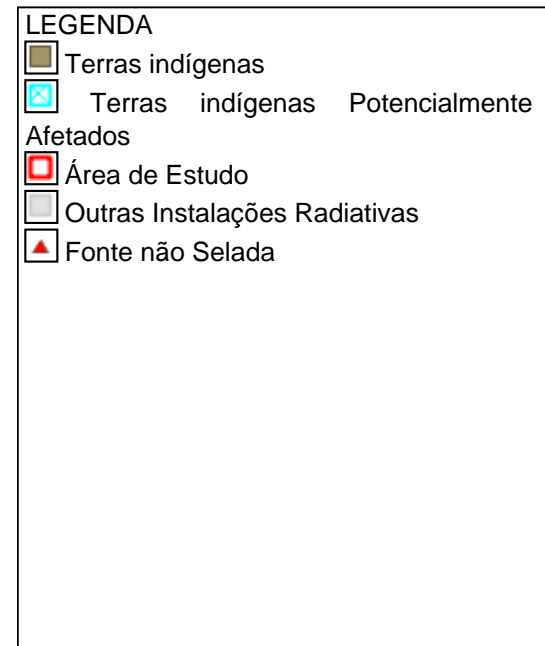 LEGENDA
Terras indígenas
Terras indígenas Potencialmente
Afetados
Área de Estudo
Outras Instalações Radiativas
Fonte não Selada